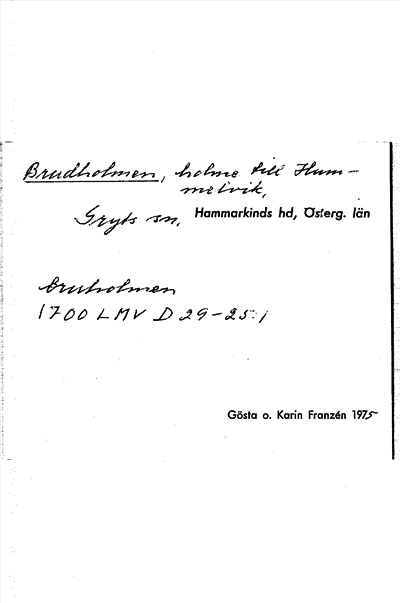 Brudholmen, holme till Hum-
melvik,
Gryts sn, Hammarkinds hd, Österg. län
bruholmen
1700 LMV D 29-25:1
Gösta o. Karin Franzén 1975